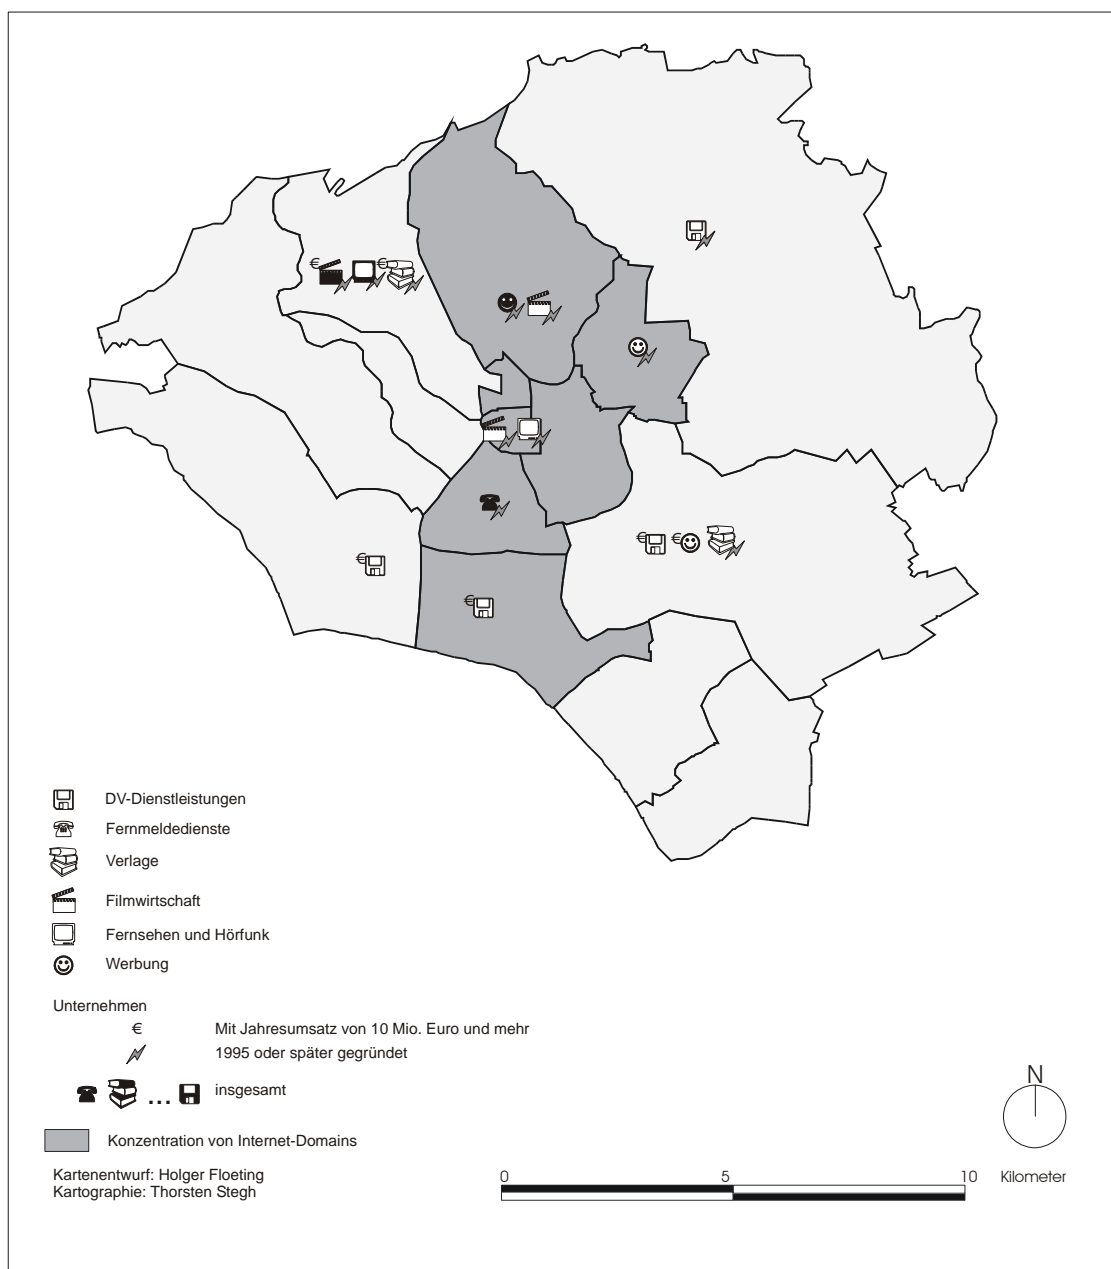 €
€
€
€
€
€
DV-Dienstleistungen
Fernmeldedienste
Verlage
Filmwirtschaft
Fernsehen und Hörfunk
Werbung
Unternehmen
€ Mit Jahresumsatz von 10 Mio. Euro und mehr
1995 oder später gegründet
... insgesamt
Konzentration von Internet-Domains
Kartenentwurf: Holger Floeting
Kartographie: Thorsten Stegh
N
0 5 10 Kilometer